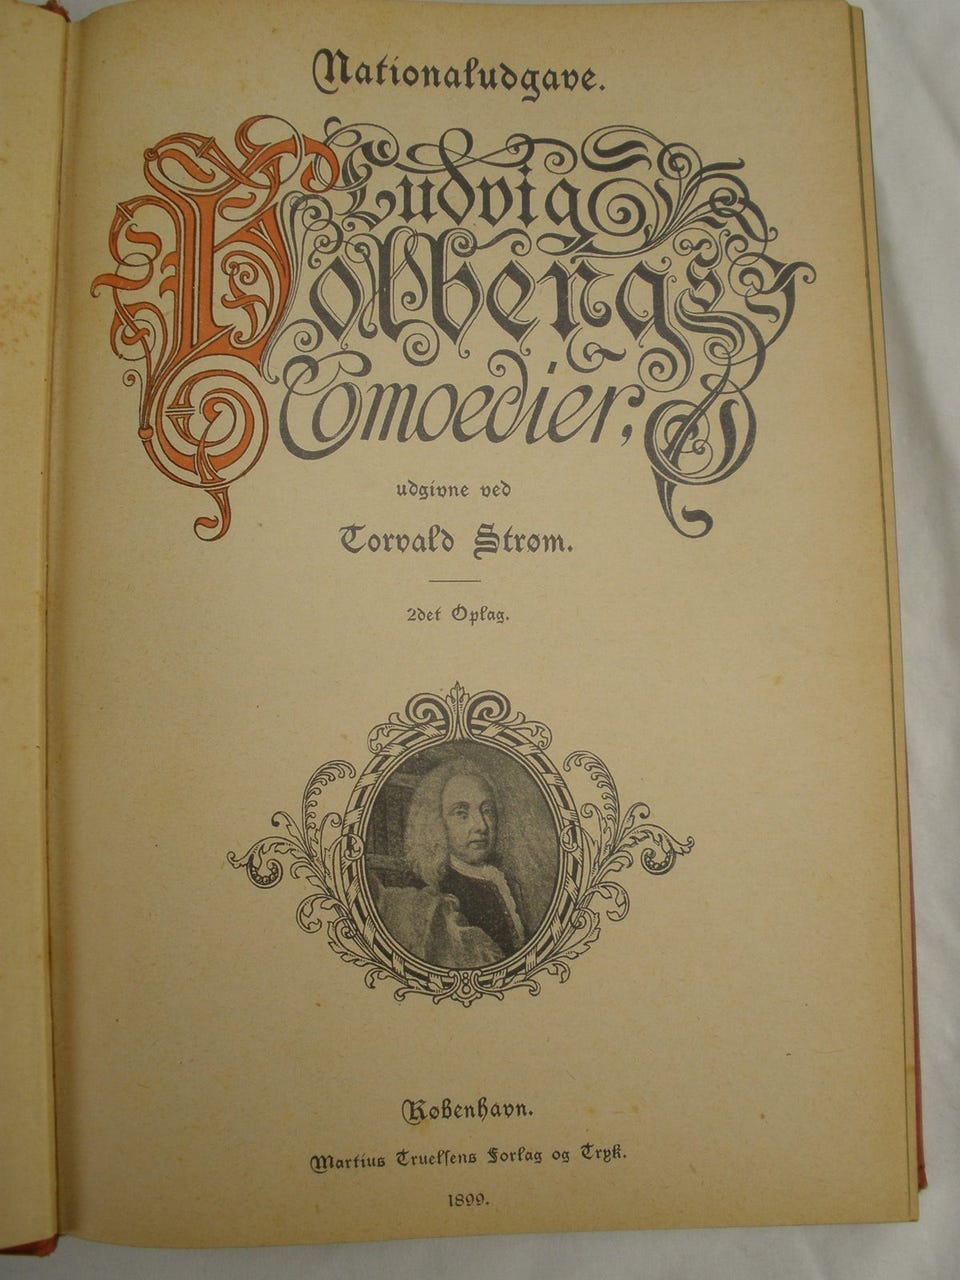 Nationaludgave.
Ludvig
Holbergs
Comoedier,
udgivne ved
Torvald Strøm.
2det Oplag.
København.
Martius Truelsens Forlag og Tryk.
1899.